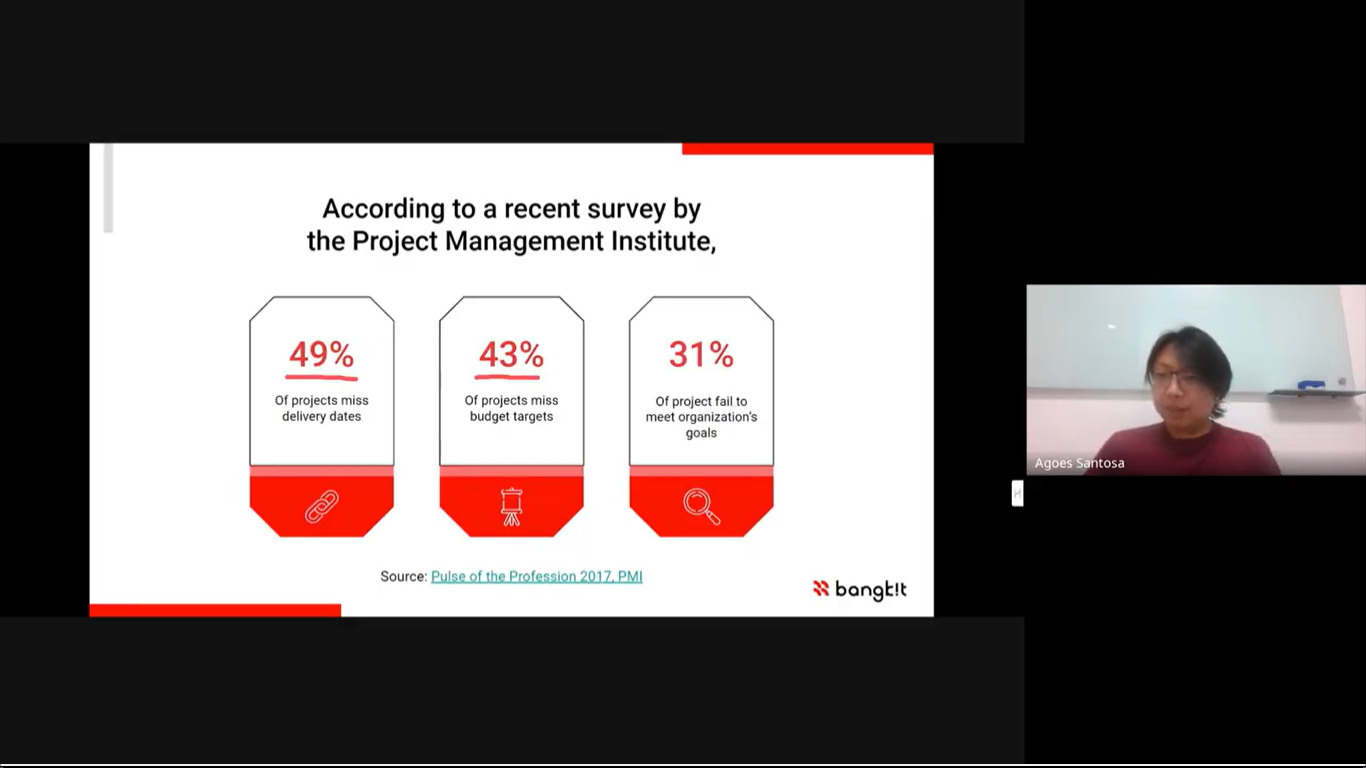 According to a recent survey by
the Project Management Institute,
49%
Of projects miss
delivery dates
43%
Of projects miss
budget targets
31%
Of project fail to
meet organization's
goals
Source: Pulse of the Profession 2017, PMI
bangk!t
Agoes Santosa